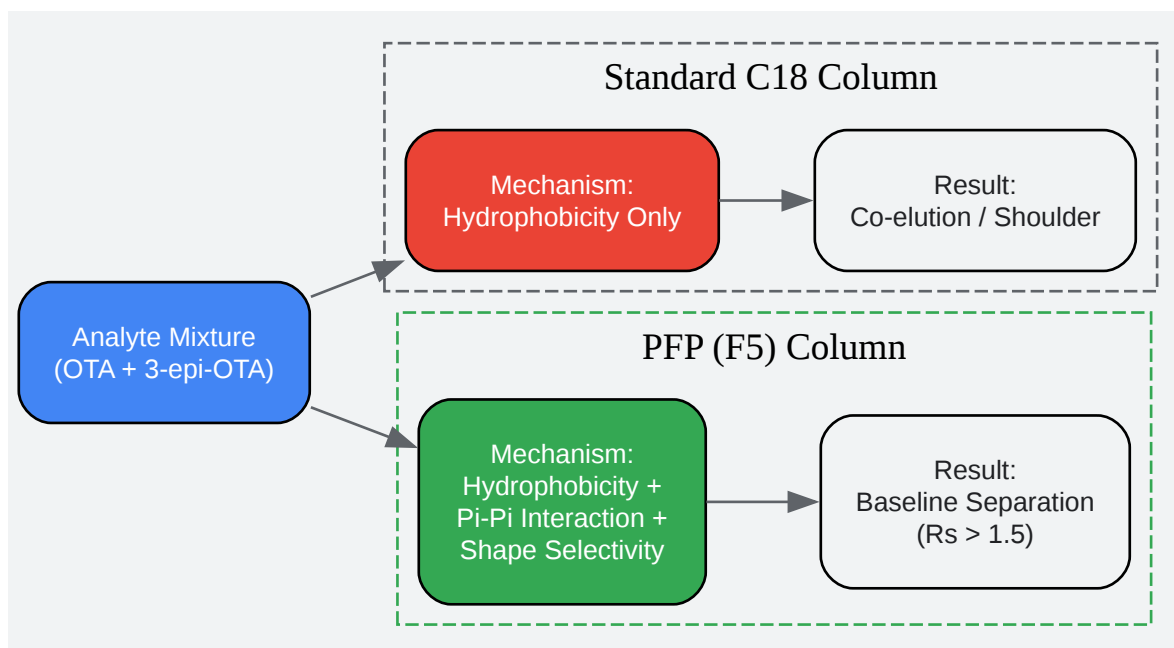 Standard C18 Column
Mechanism:
Hydrophobicity Only
Result:
Co-elution / Shoulder
Analyte Mixture
(OTA + 3-epi-OTA)
PFP (F5) Column
Mechanism:
Hydrophobicity +
Pi-Pi Interaction +
Shape Selectivity
Result:
Baseline Separation
(Rs > 1.5)